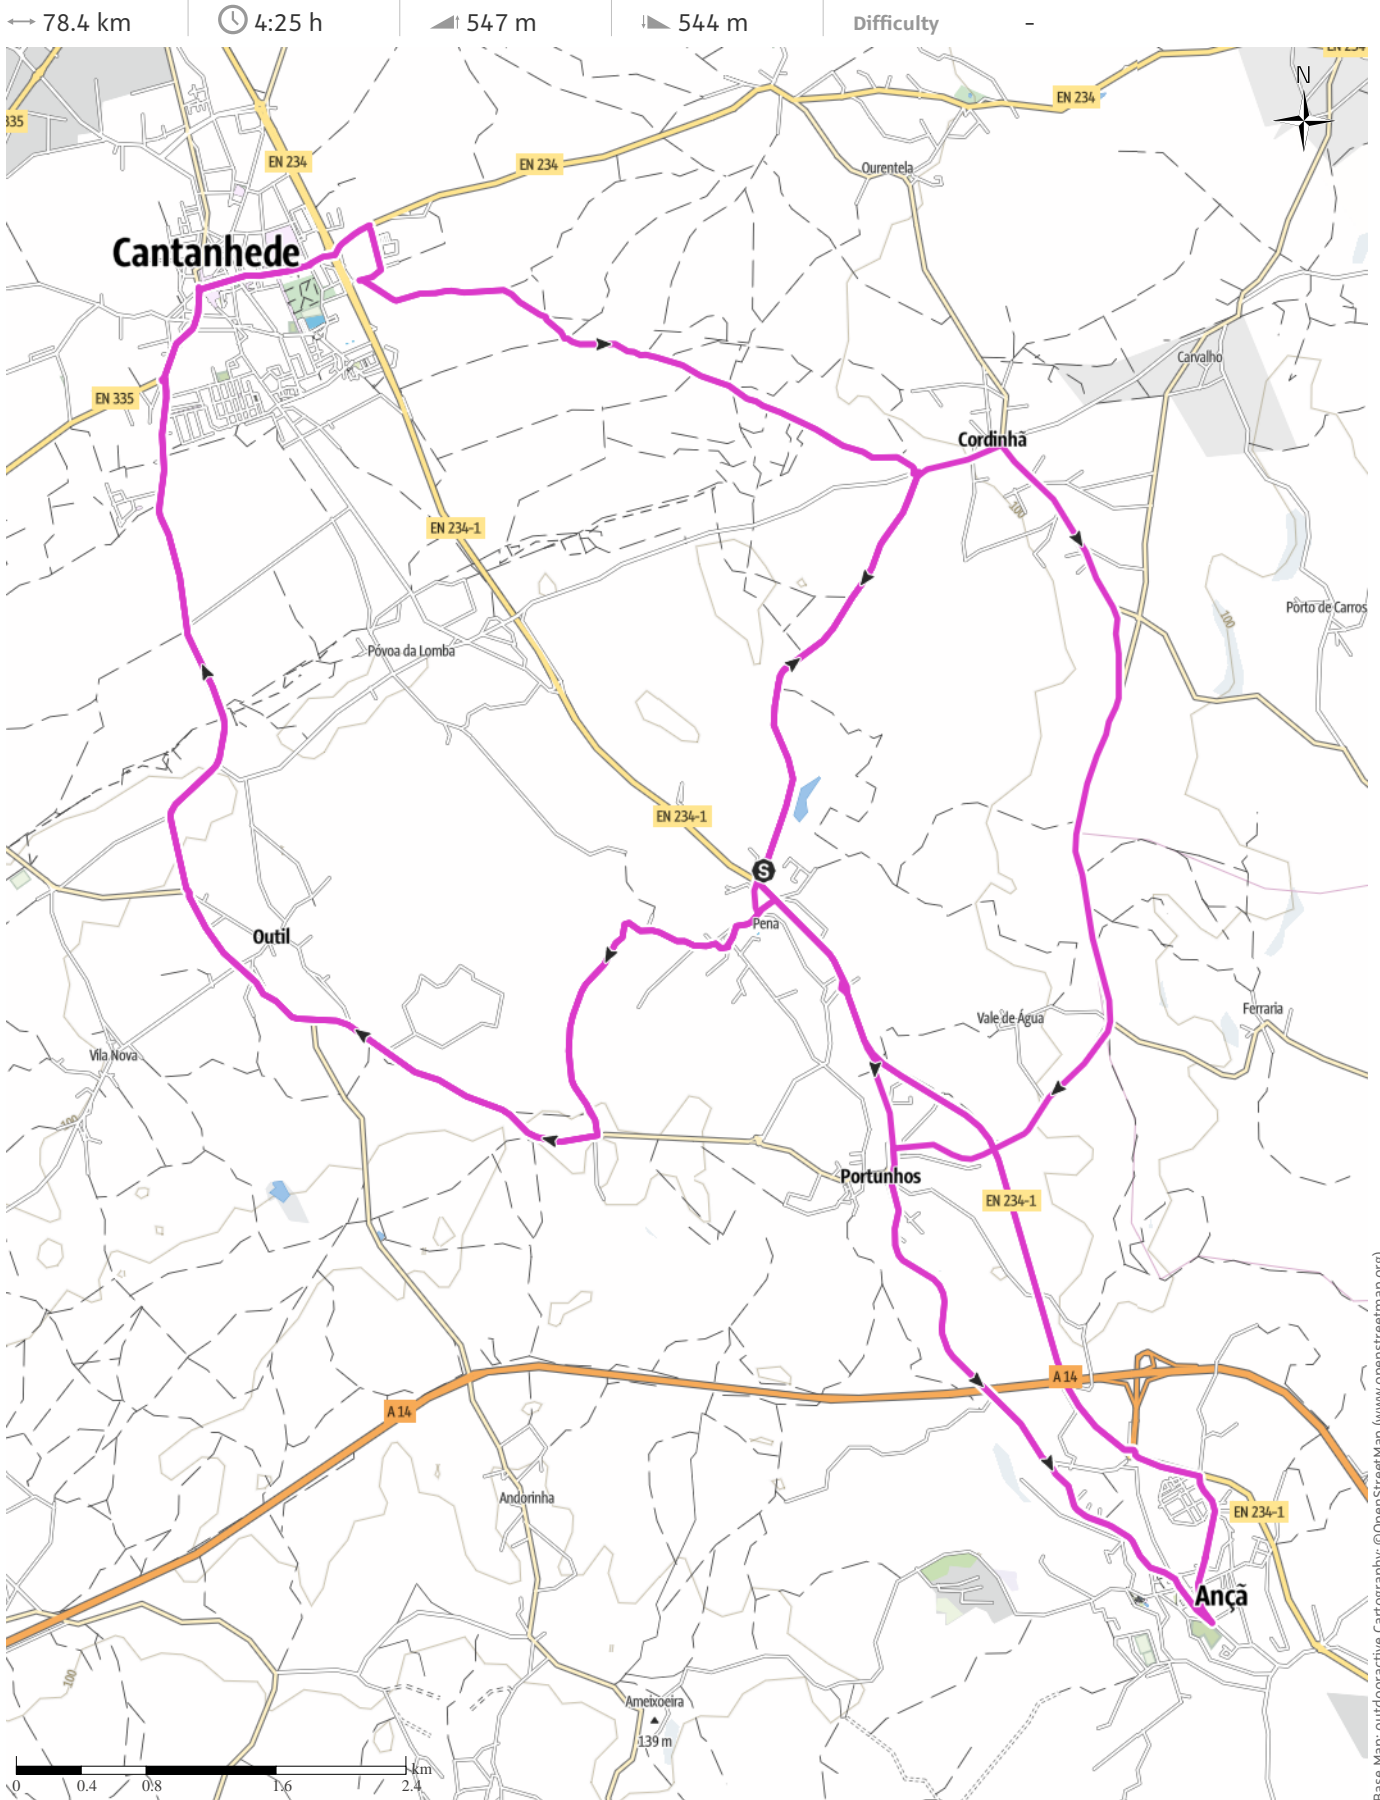 78.4 km
4:25 h
547 m
544 m
Difficulty
-
EN 234
335
N
EN 234
EN 234
EN 234
Ourentela
Cantanhede
Carvalho
EN 335
Cordinhã
100
EN 234-1
Porto de Carros
100
Póvoa da Lomba
EN 234-1
S
Pena
Outil
Vale de Água
Ferraria
Vila Nova
100
Portunhos
EN 234-1
A 14
A 14
Andorinha
EN 234-1
Ançã
100
Ameixoeira
139 m
km
0 0.4 0.8 1.6 2.4
Base Map: outdooractive Cartography; ©OpenStreetMap (www.openstreetmap.org)